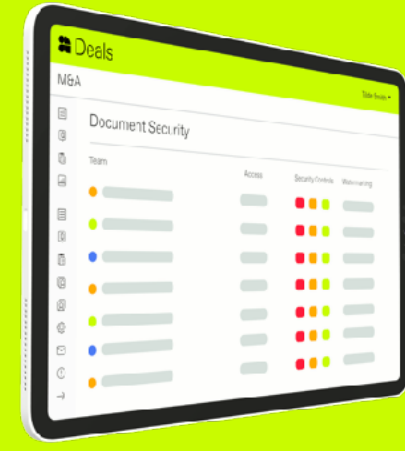 Deals
M&A
Document Security
Team
Access
Security Controls
Watermarking